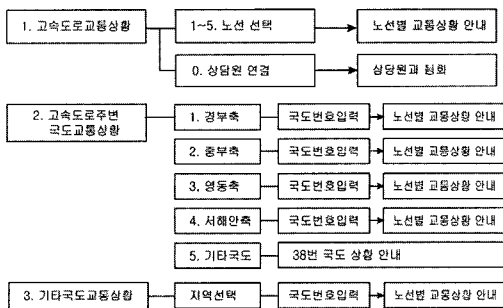 1. 고속도로교통상황
1~5. 노선 선택
노선별 교통상황 안내
0. 상담원 연결
상담원과 통화
2. 고속도로주변
국도교통상황
1. 경부축
국도번호입력
노선별 교통상황 안내
2. 중부축
국도번호입력
노선별 교통상황 안내
3. 영동축
국도번호입력
노선별 교통상황 안내
4. 서해안축
국도번호입력
노선별 교통상황 안내
5. 기타국도
38번 국도 상황 안내
3. 기타국도교통상황
지역선택
국도번호입력
노선별 교통상황 안내